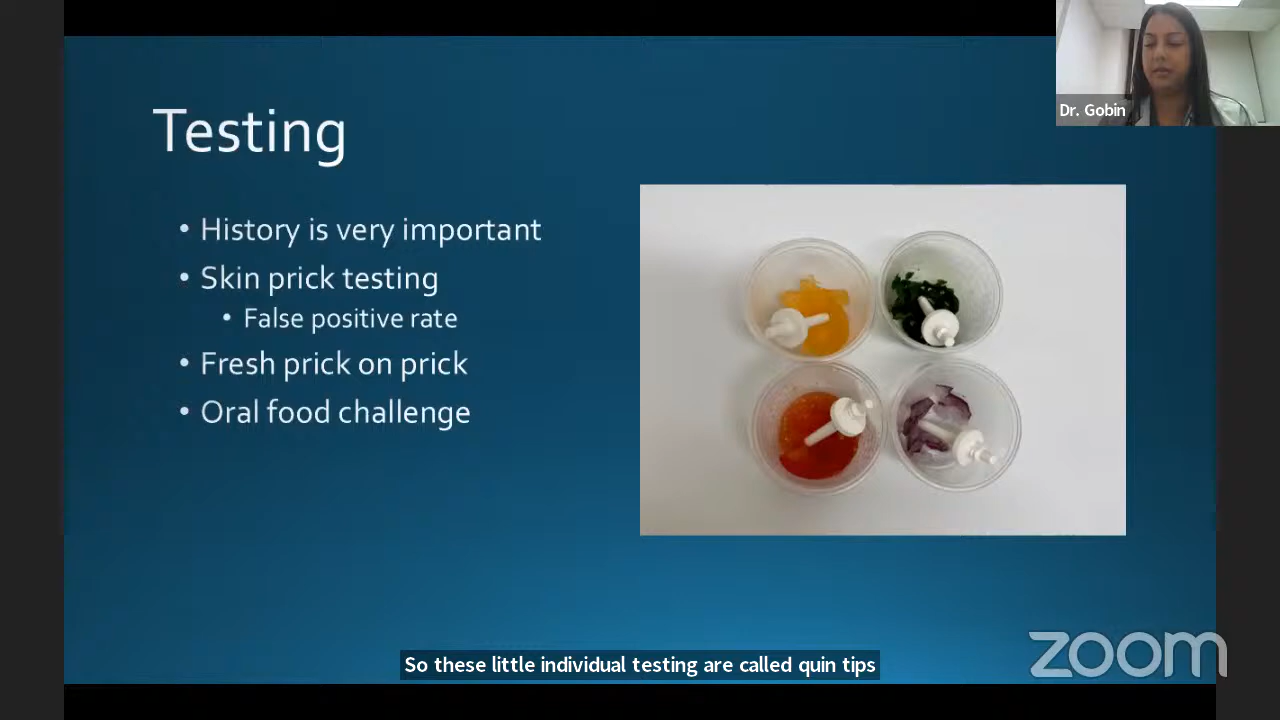 Dr. Gobin
Testing
• History is very important
• Skin prick testing
• False positive rate
• Fresh prick on prick
• Oral food challenge
So these little individual testing are called quin tips
zoom